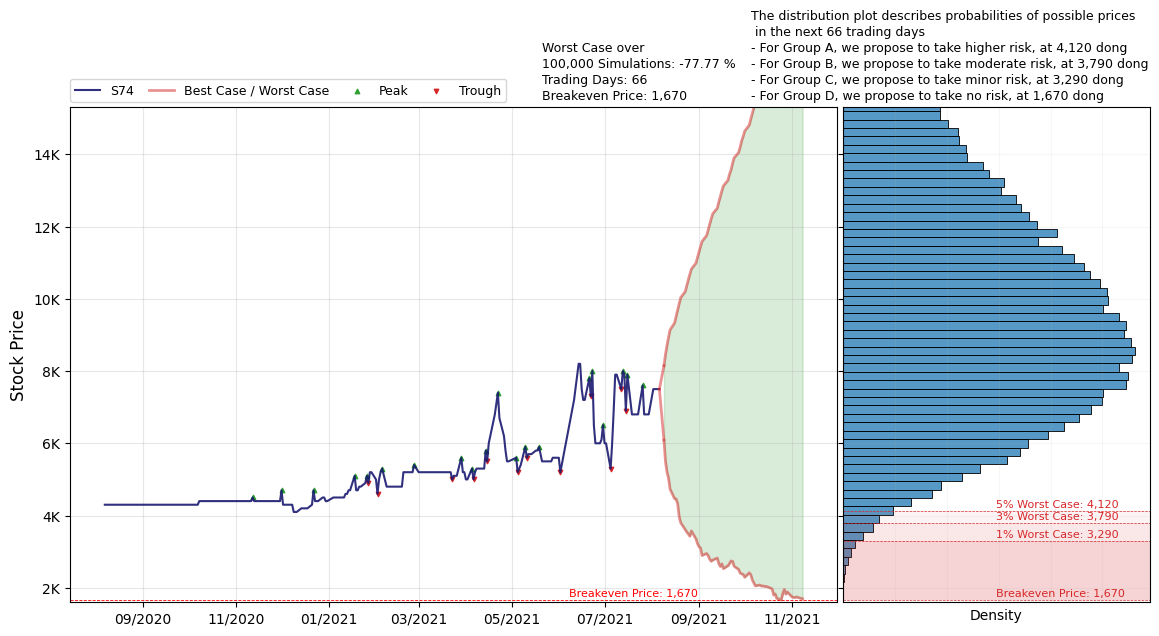 The distribution plot describes probabilities of possible prices
in the next 66 trading days
- For Group A, we propose to take higher risk, at 4,120 dong
- For Group B, we propose to take moderate risk, at 3,790 dong
- For Group C, we propose to take minor risk, at 3,290 dong
- For Group D, we propose to take no risk, at 1,670 dong
Worst Case over
100,000 Simulations: -77.77 %
Trading Days: 66
Breakeven Price: 1,670
S74
Best Case / Worst Case
Peak
Trough
Stock Price
14K
12K
10K
8K
6K
4K
2K
Breakeven Price: 1,670
09/2020
11/2020
01/2021
03/2021
05/2021
07/2021
09/2021
11/2021
5% Worst Case: 4,120
3% Worst Case: 3,790
1% Worst Case: 3,290
Breakeven Price: 1,670
Density